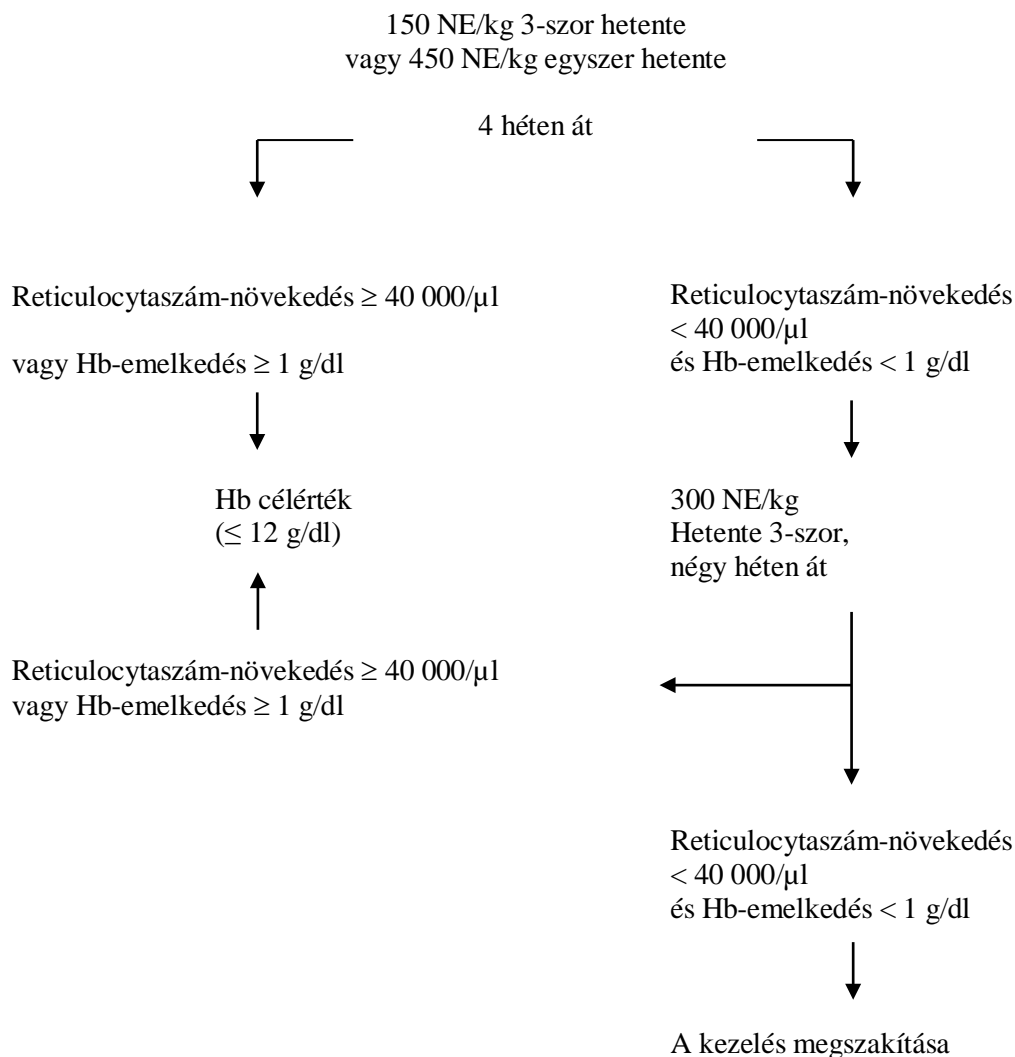 150 NE/kg 3-szor hetente
vagy 450 NE/kg egyszer hetente
4 héten át
Reticulocytaszám-növekedés ≥ 40 000/µl
vagy Hb-emelkedés ≥ 1 g/dl
Reticulocytaszám-növekedés
< 40 000/µl
és Hb-emelkedés < 1 g/dl
Hb célérték
(≤ 12 g/dl)
300 NE/kg
Hetente 3-szor,
négy héten át
Reticulocytaszám-növekedés ≥ 40 000/µl
vagy Hb-emelkedés ≥ 1 g/dl
Reticulocytaszám-növekedés
< 40 000/µl
és Hb-emelkedés < 1 g/dl
A kezelés megszakítása